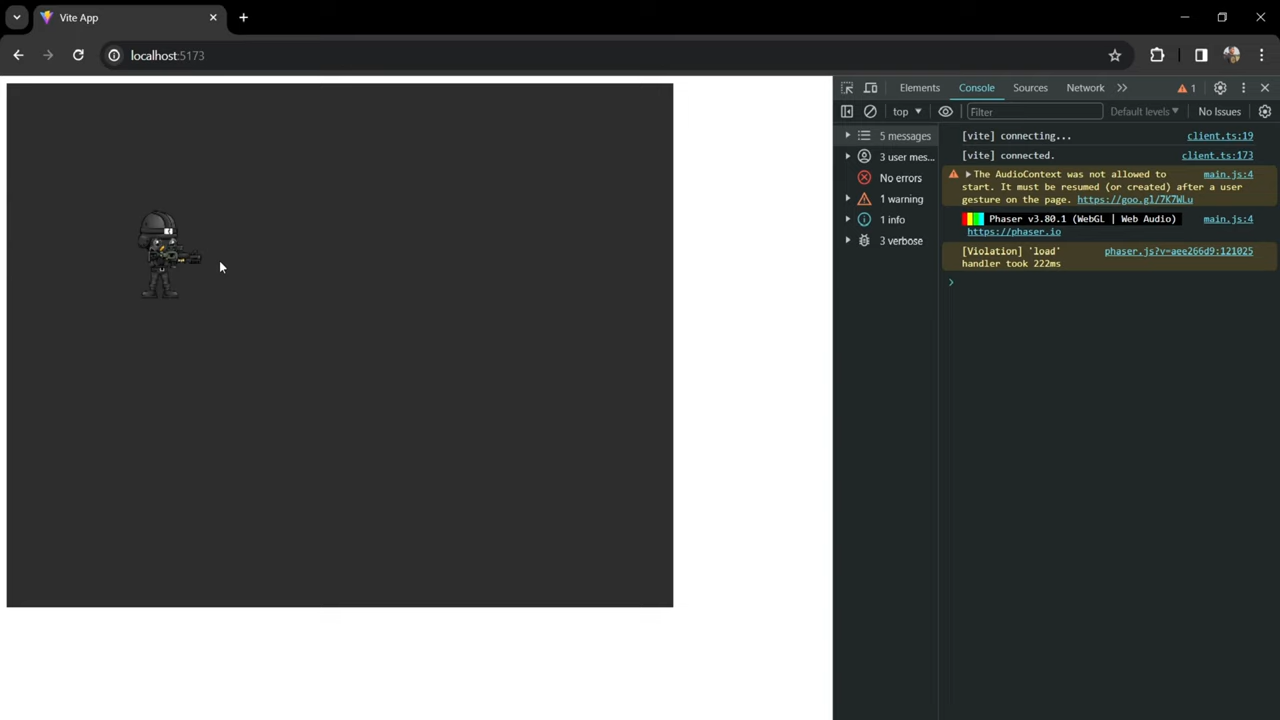 Vite App
localhost:5173
Elements
Console
Sources
Network
1
top
Filter
Default levels
No Issues
5 messages
3 user mes...
No errors
1 warning
1 info
3 verbose
[vite] connecting...
client.ts:19
[vite] connected.
client.ts:173
The AudioContext was not allowed to
main.js:4
start. It must be resumed (or created) after a user
gesture on the page. https://goo.gl/7K7WLu
Phaser v3.80.1 (WebGL | Web Audio)
main.js:4
https://phaser.io
[Violation] 'load'
phaser.js?v=aee266d9:121025
handler took 222ms